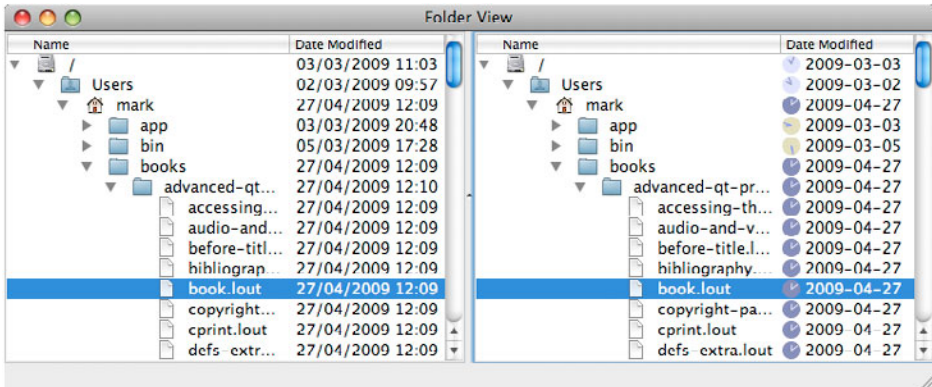 Folder View
Name Date Modified
/ 03/03/2009 11:03
Users 02/03/2009 09:57
mark 27/04/2009 12:09
app 03/03/2009 20:48
bin 05/03/2009 17:28
books 27/04/2009 12:09
advanced-qt... 27/04/2009 12:10
accessing... 27/04/2009 12:09
audio-and... 27/04/2009 12:09
before-titl... 27/04/2009 12:09
bibliograp... 27/04/2009 12:09
book.lout 27/04/2009 12:09
copyright... 27/04/2009 12:09
cprint.lout 27/04/2009 12:09
defs-extr... 27/04/2009 12:09
Name Date Modified
/ 2009-03-03
Users 2009-03-02
mark 2009-04-27
app 2009-03-03
bin 2009-03-05
books 2009-04-27
advanced-qt-pr... 2009-04-27
accessing-th... 2009-04-27
audio-and-v... 2009-04-27
before-title.l... 2009-04-27
bibliography.... 2009-04-27
book.lout 2009-04-27
copyright-pa... 2009-04-27
cprint.lout 2009-04-27
defs-extra.lout 2009-04-27